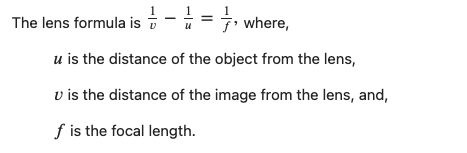 The lens formula is 1/v − 1/u = 1/f, where,
u is the distance of the object from the lens,
v is the distance of the image from the lens, and,
f is the focal length.